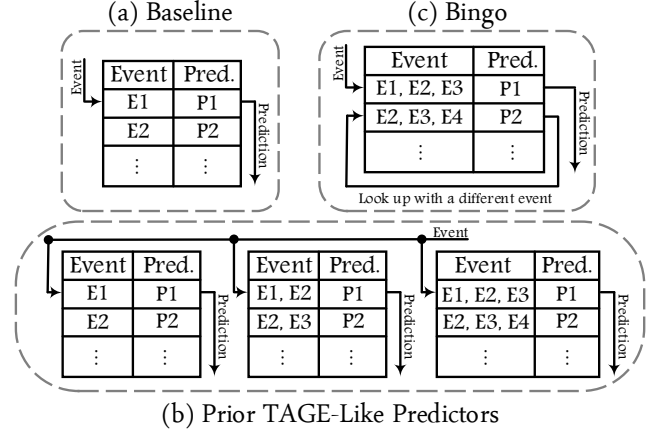 (a) Baseline
Event
Event Pred.
E1 P1
E2 P2
⋮ ⋮
Prediction
(c) Bingo
Event
Event Pred.
E1, E2, E3 P1
E2, E3, E4 P2
⋮ ⋮
Prediction
Look up with a different event
Event
Event Pred.
E1 P1
E2 P2
⋮ ⋮
Prediction
Event Pred.
E1, E2 P1
E2, E3 P2
⋮ ⋮
Prediction
Event Pred.
E1, E2, E3 P1
E2, E3, E4 P2
⋮ ⋮
Prediction
(b) Prior TAGE-Like Predictors